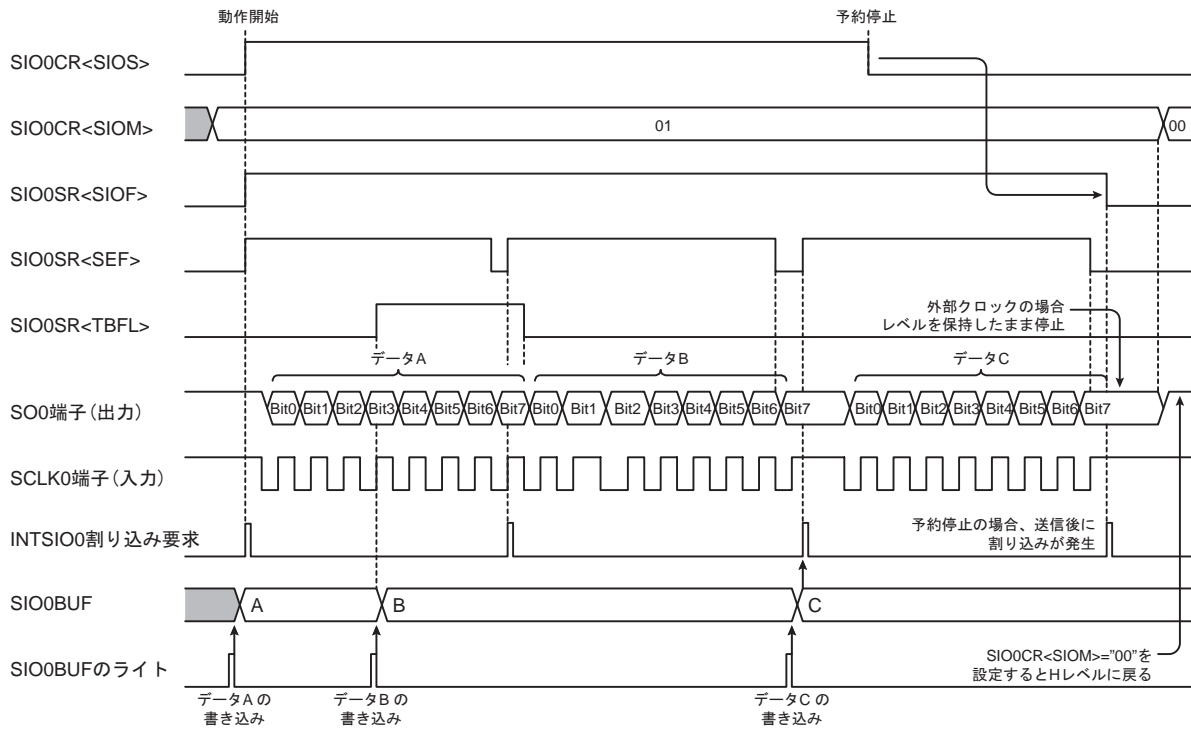 動作開始
予約停止
SIO0CR<SIOS>
SIO0CR<SIOM>
01
00
SIO0SR<SIOF>
SIO0SR<SEF>
SIO0SR<TBFL>
外部クロックの場合
レベルを保持したまま停止
データA
データB
データC
SO0端子(出力)
Bit0 Bit1 Bit2 Bit3 Bit4 Bit5 Bit6 Bit7 Bit0 Bit1 Bit2 Bit3 Bit4 Bit5 Bit6 Bit7 Bit0 Bit1 Bit2 Bit3 Bit4 Bit5 Bit6 Bit7
SCLK0端子(入力)
INTSIO0割り込み要求
予約停止の場合、送信後に
割り込みが発生
SIO0BUF
A
B
C
SIO0BUFのライト
SIO0CR<SIOM>="00"を
設定するとHレベルに戻る
データA の
書き込み
データB の
書き込み
データC の
書き込み